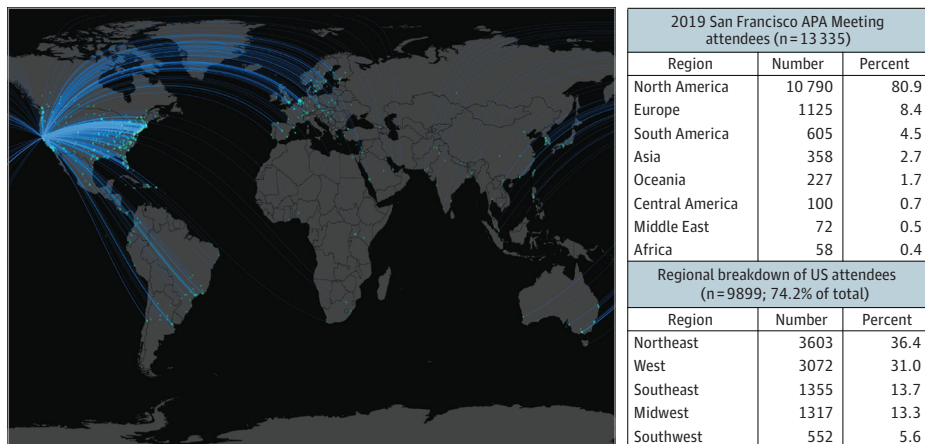 2019 San Francisco APA Meeting
attendees (n = 13 335)
Region Number Percent
North America 10 790 80.9
Europe 1125 8.4
South America 605 4.5
Asia 358 2.7
Oceania 227 1.7
Central America 100 0.7
Middle East 72 0.5
Africa 58 0.4
Regional breakdown of US attendees
(n = 9899; 74.2% of total)
Region Number Percent
Northeast 3603 36.4
West 3072 31.0
Southeast 1355 13.7
Midwest 1317 13.3
Southwest 552 5.6